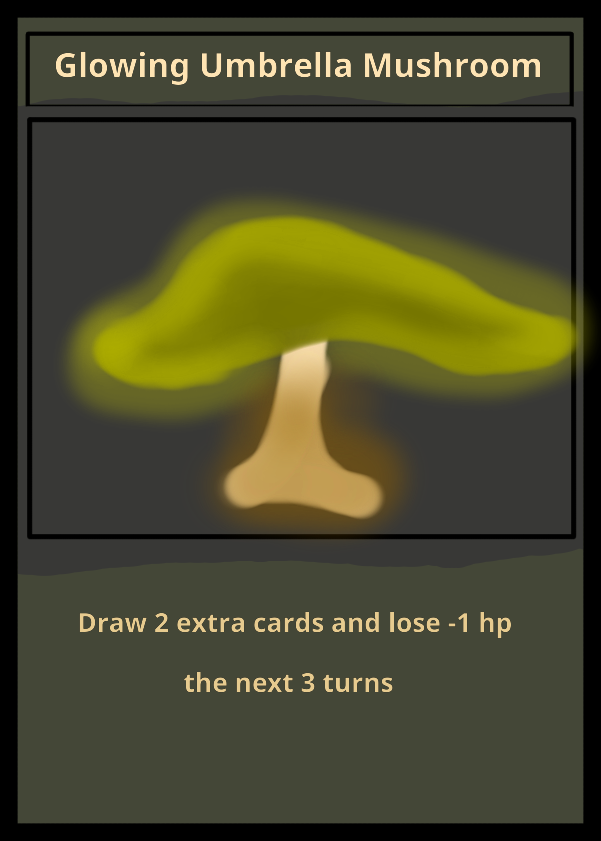 Glowing Umbrella Mushroom
Draw 2 extra cards and lose -1 hp
the next 3 turns